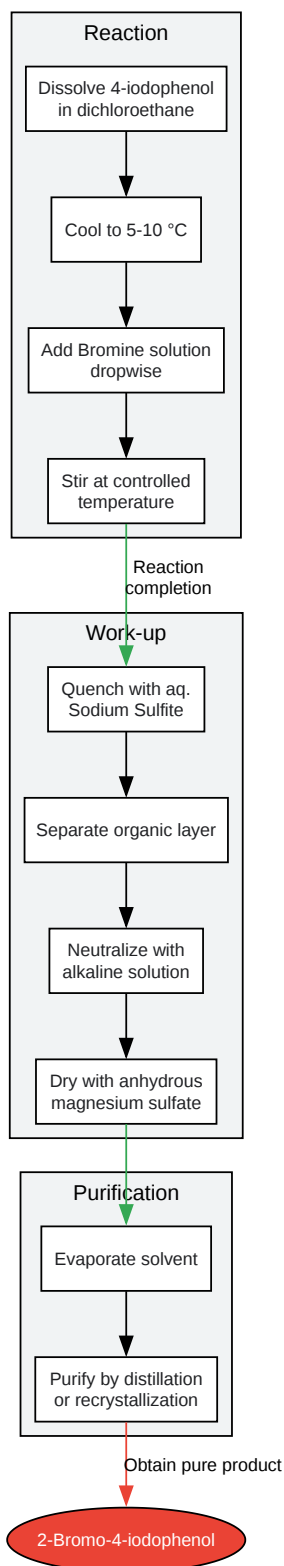 Reaction
Dissolve 4-iodophenol
in dichloroethane
Cool to 5-10 °C
Add Bromine solution
dropwise
Stir at controlled
temperature
Reaction
completion
Work-up
Quench with aq.
Sodium Sulfite
Separate organic layer
Neutralize with
alkaline solution
Dry with anhydrous
magnesium sulfate
Purification
Evaporate solvent
Purify by distillation
or recrystallization
Obtain pure product
2-Bromo-4-iodophenol